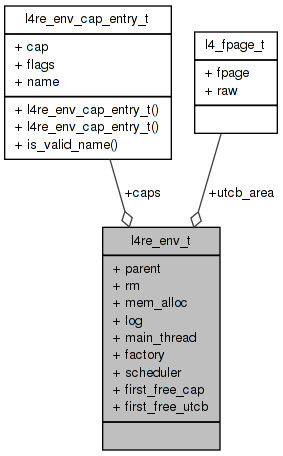 l4re_env_cap_entry_t
+ cap
+ flags
+ name
+ l4re_env_cap_entry_t()
+ l4re_env_cap_entry_t()
+ is_valid_name()
l4_fpage_t
+ fpage
+ raw
+caps
+utcb_area
l4re_env_t
+ parent
+ rm
+ mem_alloc
+ log
+ main_thread
+ factory
+ scheduler
+ first_free_cap
+ first_free_utcb